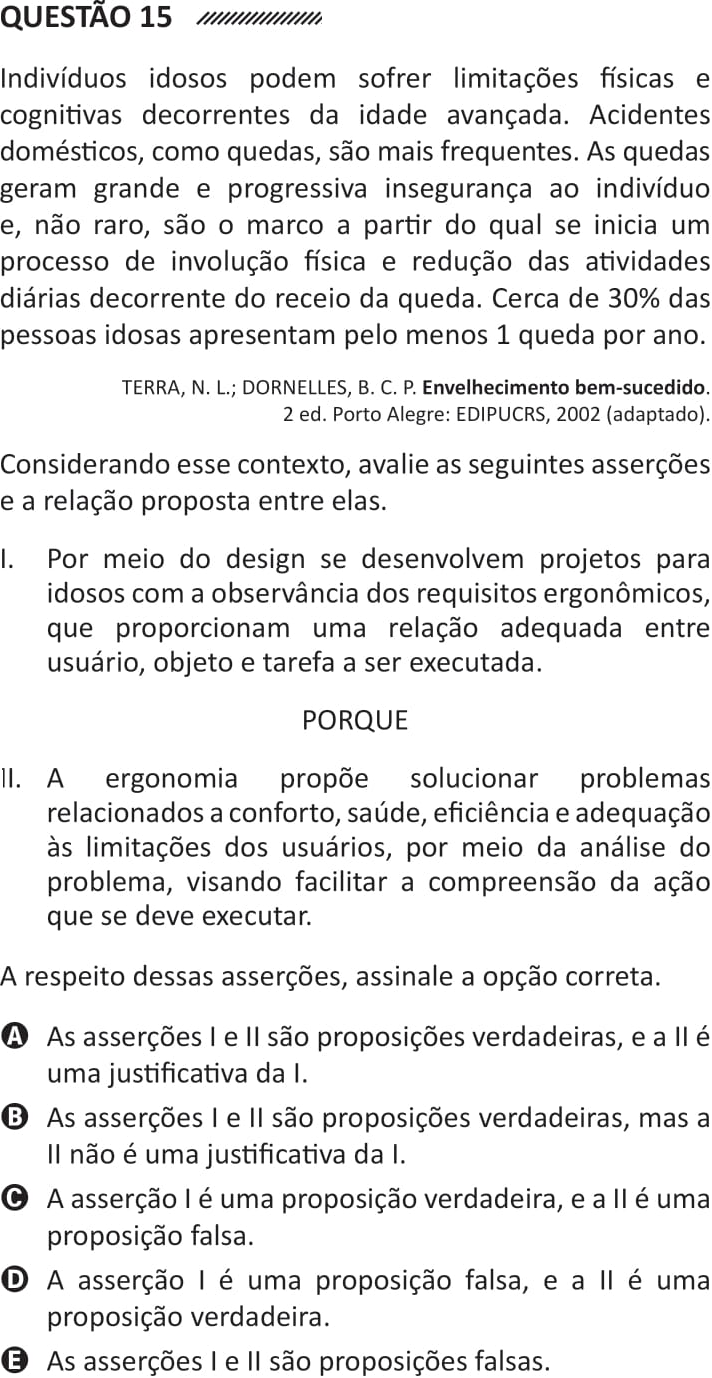 QUESTÃO 15
Indivíduos idosos podem sofrer limitações físicas e
cognitivas decorrentes da idade avançada. Acidentes
domésticos, como quedas, são mais frequentes. As quedas
geram grande e progressiva insegurança ao indivíduo
e, não raro, são o marco a partir do qual se inicia um
processo de involução física e redução das atividades
diárias decorrente do receio da queda. Cerca de 30% das
pessoas idosas apresentam pelo menos 1 queda por ano.
TERRA, N. L.; DORNELLES, B. C. P. Envelhecimento bem-sucedido.
2 ed. Porto Alegre: EDIPUCRS, 2002 (adaptado).
Considerando esse contexto, avalie as seguintes asserções
e a relação proposta entre elas.
I. Por meio do design se desenvolvem projetos para
idosos com a observância dos requisitos ergonômicos,
que proporcionam uma relação adequada entre
usuário, objeto e tarefa a ser executada.
PORQUE
II. A ergonomia propõe solucionar problemas
relacionados a conforto, saúde, eficiência e adequação
às limitações dos usuários, por meio da análise do
problema, visando facilitar a compreensão da ação
que se deve executar.
A respeito dessas asserções, assinale a opção correta.
A As asserções I e II são proposições verdadeiras, e a II é
uma justificativa da I.
B As asserções I e II são proposições verdadeiras, mas a
II não é uma justificativa da I.
C A asserção I é uma proposição verdadeira, e a II é uma
proposição falsa.
D A asserção I é uma proposição falsa, e a II é uma
proposição verdadeira.
E As asserções I e II são proposições falsas.